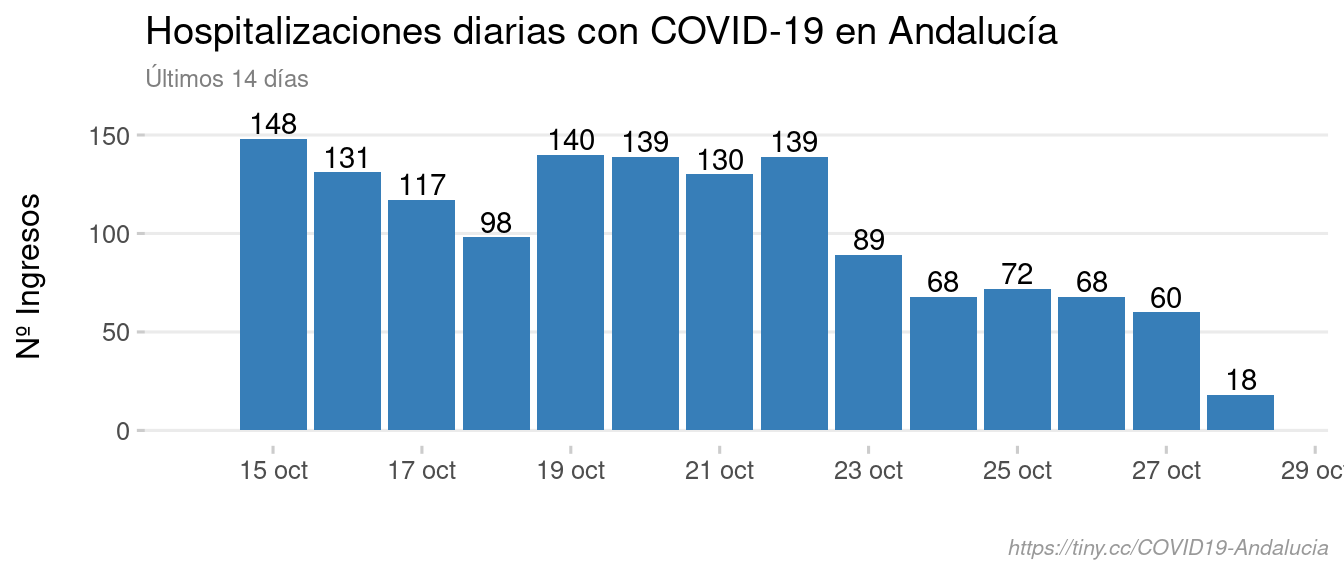 Hospitalizaciones diarias con COVID-19 en Andalucía
Últimos 14 días
Nº Ingresos
150
100
50
0
148
131
117
98
140
139
130
139
89
68
72
68
60
18
15 oct
17 oct
19 oct
21 oct
23 oct
25 oct
27 oct
29 oct
https://tiny.cc/COVID19-Andalucia